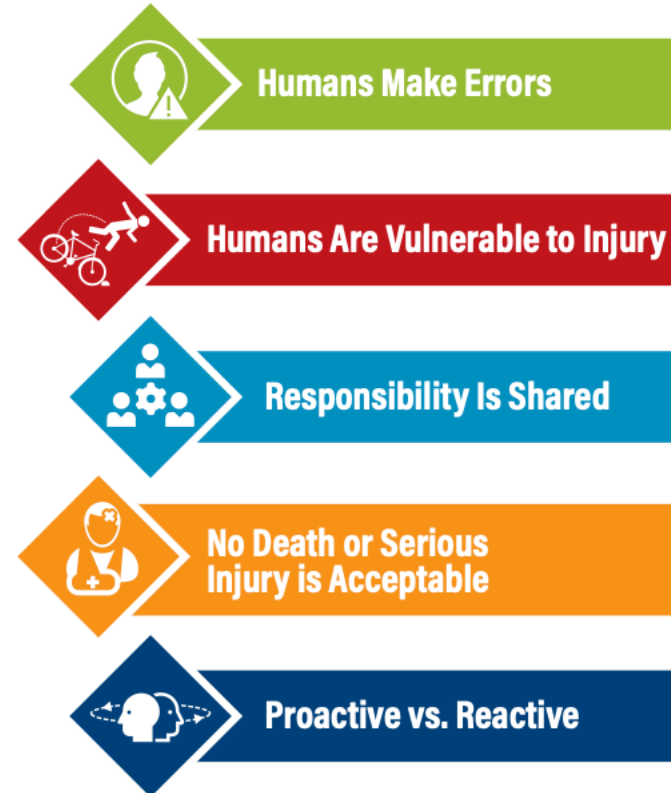 Humans Make Errors
Humans Are Vulnerable to Injury
Responsibility Is Shared
No Death or Serious
Injury is Acceptable
Proactive vs. Reactive